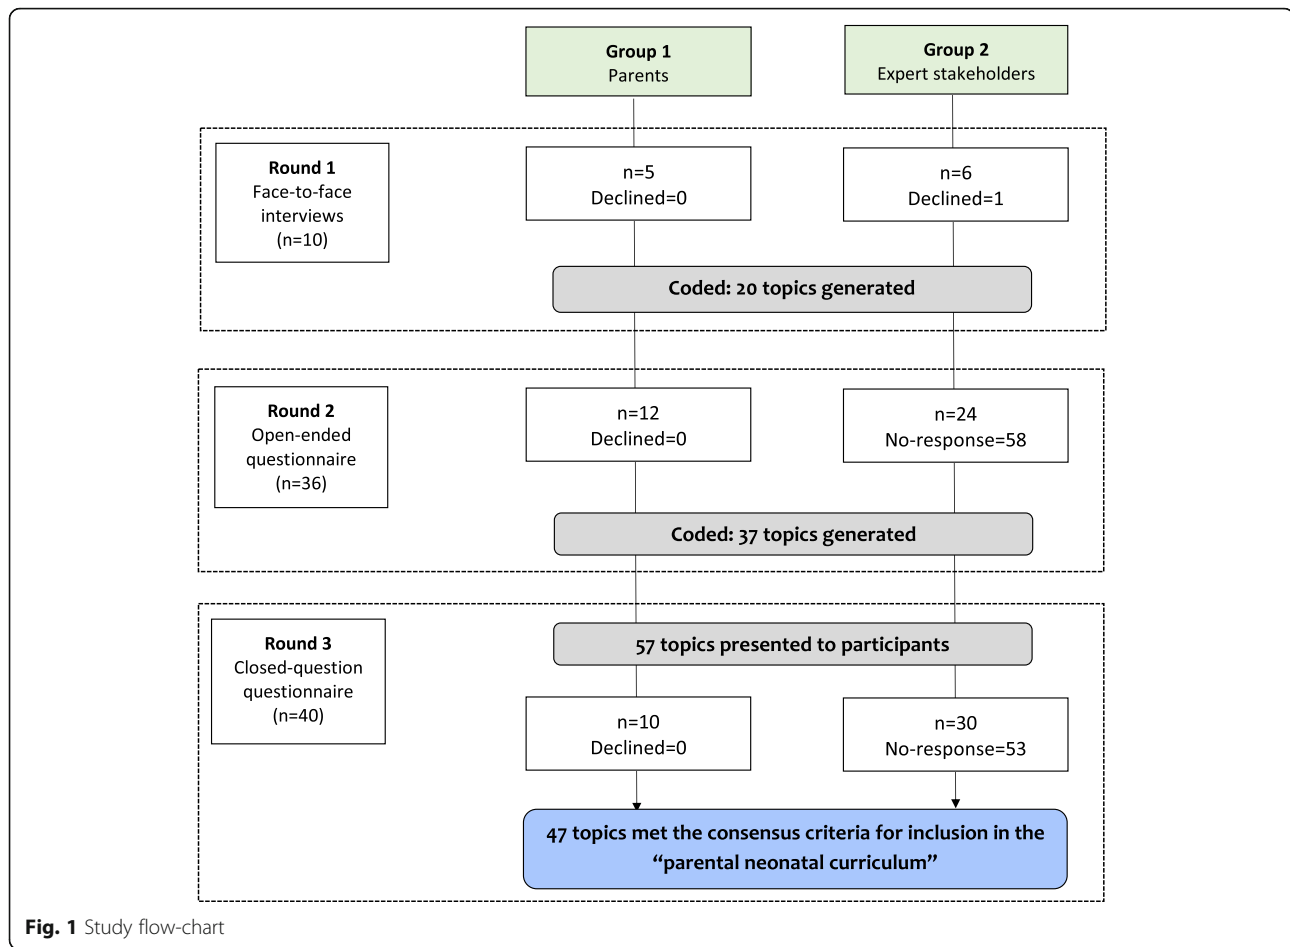 Group 1
Parents
Group 2
Expert stakeholders
Round 1
Face-to-face
interviews
(n=10)
n=5
Declined=0
n=6
Declined=1
Coded: 20 topics generated
Round 2
Open-ended
questionnaire
(n=36)
n=12
Declined=0
n=24
No-response=58
Coded: 37 topics generated
Round 3
Closed-question
questionnaire
(n=40)
57 topics presented to participants
n=10
Declined=0
n=30
No-response=53
47 topics met the consensus criteria for inclusion in the
“parental neonatal curriculum”
Fig. 1 Study flow-chart